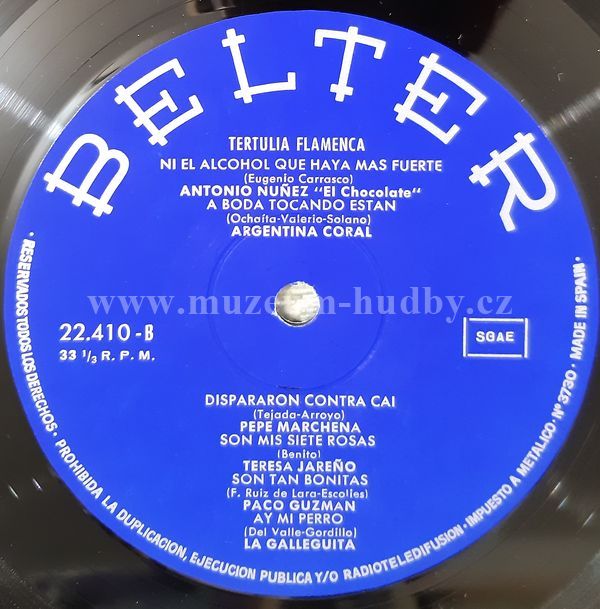 BELTER
TERTULIA FLAMENCA
NI EL ALCOHOL QUE HAYA MAS FUERTE
(Eugenio Carrasco)
ANTONIO NUÑEZ "El Chocolate"
A BODA TOCANDO ESTAN
(Ochaíta-Valerio-Solano)
ARGENTINA CORAL
www.muzeum-hudby.cz
22.410-B
33 1/3 R. P. M.
SGAE
DISPARARON CONTRA CAI
(Tejada-Arroyo)
PEPE MARCHENA
SON MIS SIETE ROSAS
(Benito)
TERESA JAREÑO
SON TAN BONITAS
(F. Ruiz de Lara-Escolles)
PACO GUZMAN
AY MI PERRO
(Del Valle-Gordillo)
LA GALLEGUITA
· RESERVADOS TODOS LOS DERECHOS · PROHIBIDA LA DUPLICACION, EJECUCION PUBLICA Y/O RADIOTELEDIFUSION · IMPUESTO A METALICO · Nº 3730 · MADE IN SPAIN ·